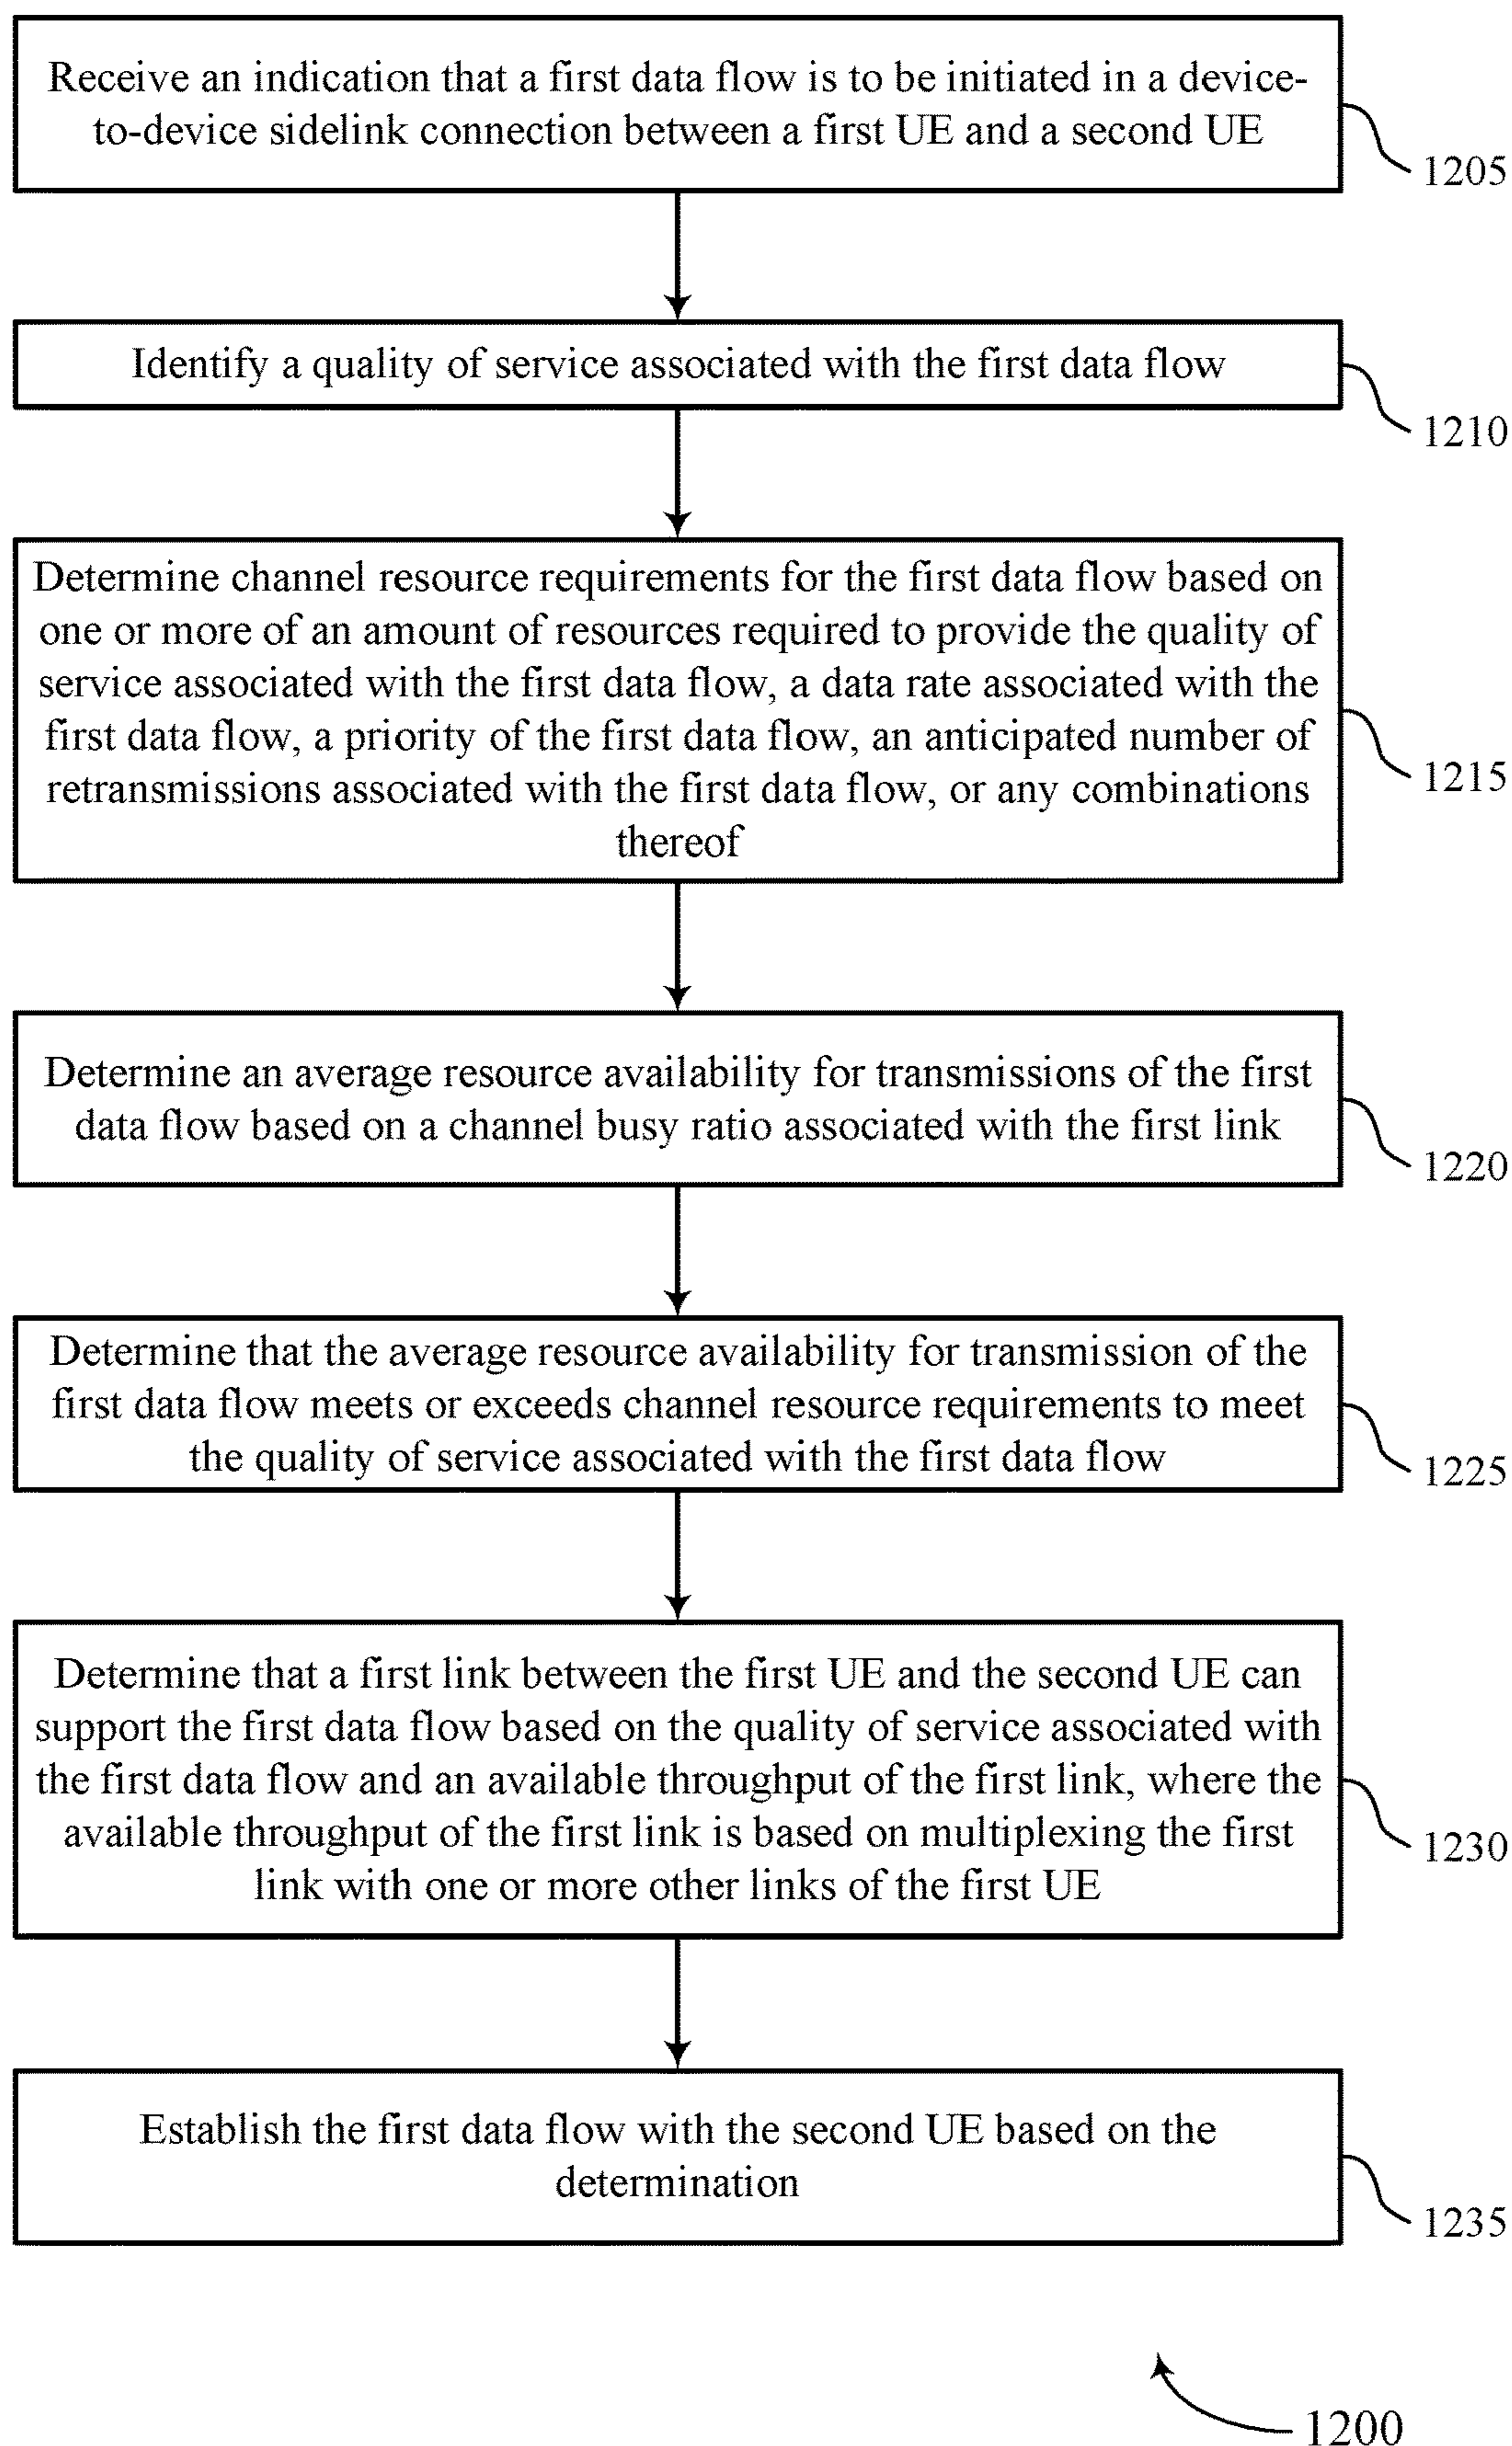 Receive an indication that a first data flow is to be initiated in a device-
to-device sidelink connection between a first UE and a second UE
1205
Identify a quality of service associated with the first data flow
1210
Determine channel resource requirements for the first data flow based on
one or more of an amount of resources required to provide the quality of
service associated with the first data flow, a data rate associated with the
first data flow, a priority of the first data flow, an anticipated number of
retransmissions associated with the first data flow, or any combinations
thereof
1215
Determine an average resource availability for transmissions of the first
data flow based on a channel busy ratio associated with the first link
1220
Determine that the average resource availability for transmission of the
first data flow meets or exceeds channel resource requirements to meet
the quality of service associated with the first data flow
1225
Determine that a first link between the first UE and the second UE can
support the first data flow based on the quality of service associated with
the first data flow and an available throughput of the first link, where the
available throughput of the first link is based on multiplexing the first
link with one or more other links of the first UE
1230
Establish the first data flow with the second UE based on the
determination
1235
1200